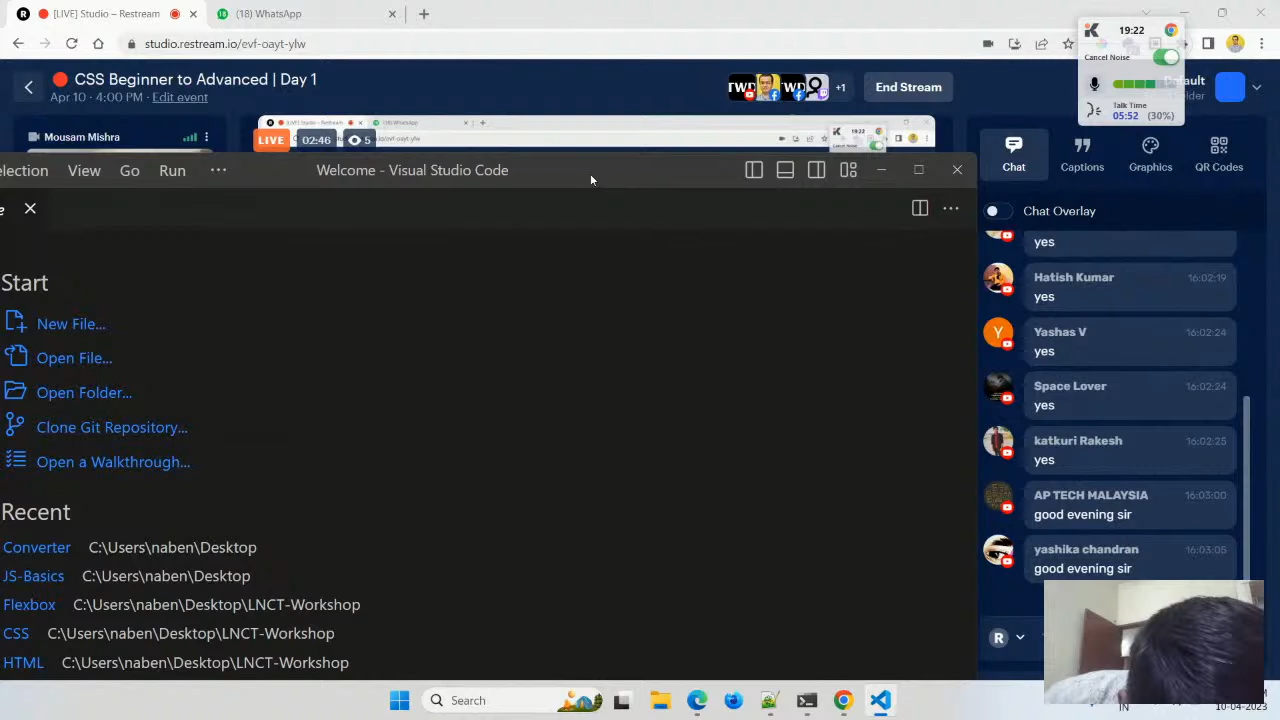 [LIVE] Studio – Restream
(18) WhatsApp
studio.restream.io/evf-oayt-ylw
19:22
Cancel Noise
Talk Time
05:52 (30%)
CSS Beginner to Advanced | Day 1
Apr 10 - 4:00 PM · Edit event
+1
End Stream
Default
Mousam Mishra
LIVE
02:46
5
Chat
Captions
Graphics
QR Codes
Chat Overlay
election View Go Run ···
Welcome - Visual Studio Code
e
Start
New File...
Open File...
Open Folder...
Clone Git Repository...
Open a Walkthrough...
Recent
Converter C:\Users\naben\Desktop
JS-Basics C:\Users\naben\Desktop
Flexbox C:\Users\naben\Desktop\LNCT-Workshop
CSS C:\Users\naben\Desktop\LNCT-Workshop
HTML C:\Users\naben\Desktop\LNCT-Workshop
yes
Hatish Kumar 16:02:19
yes
Yashas V 16:02:24
yes
Space Lover 16:02:24
yes
katkuri Rakesh 16:02:25
yes
AP TECH MALAYSIA 16:03:00
good evening sir
yashika chandran 16:03:05
good evening sir
R
Search
IN
10-04-2023